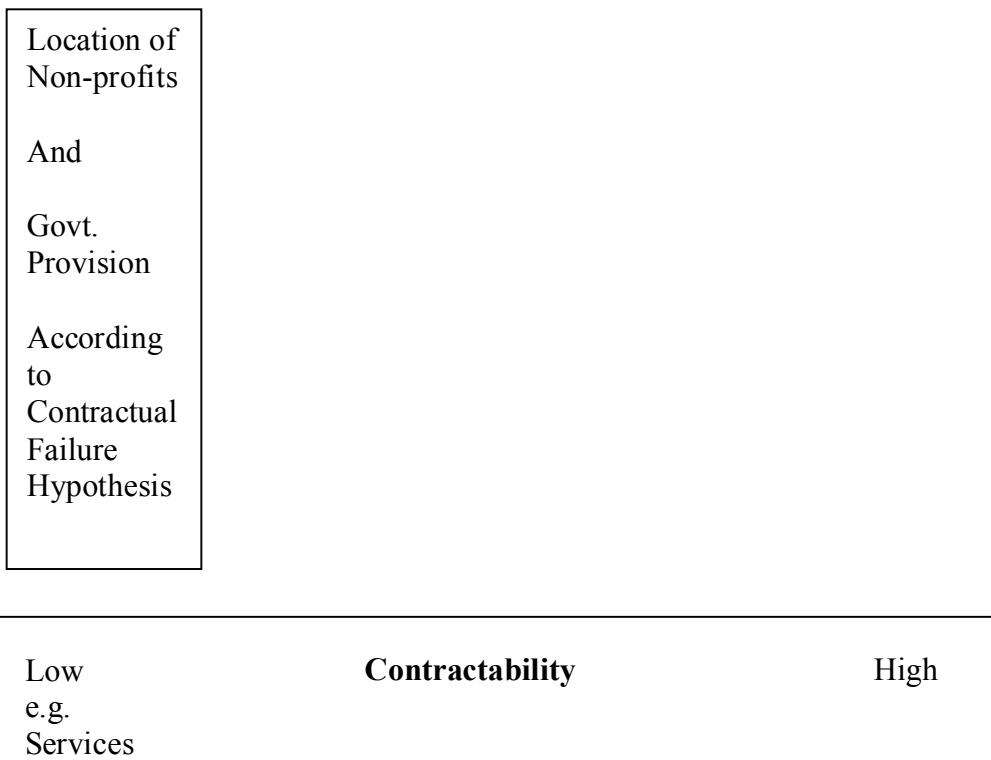 Location of
Non-profits
And
Govt.
Provision
According
to
Contractual
Failure
Hypothesis
Low Contractability High
e.g.
Services